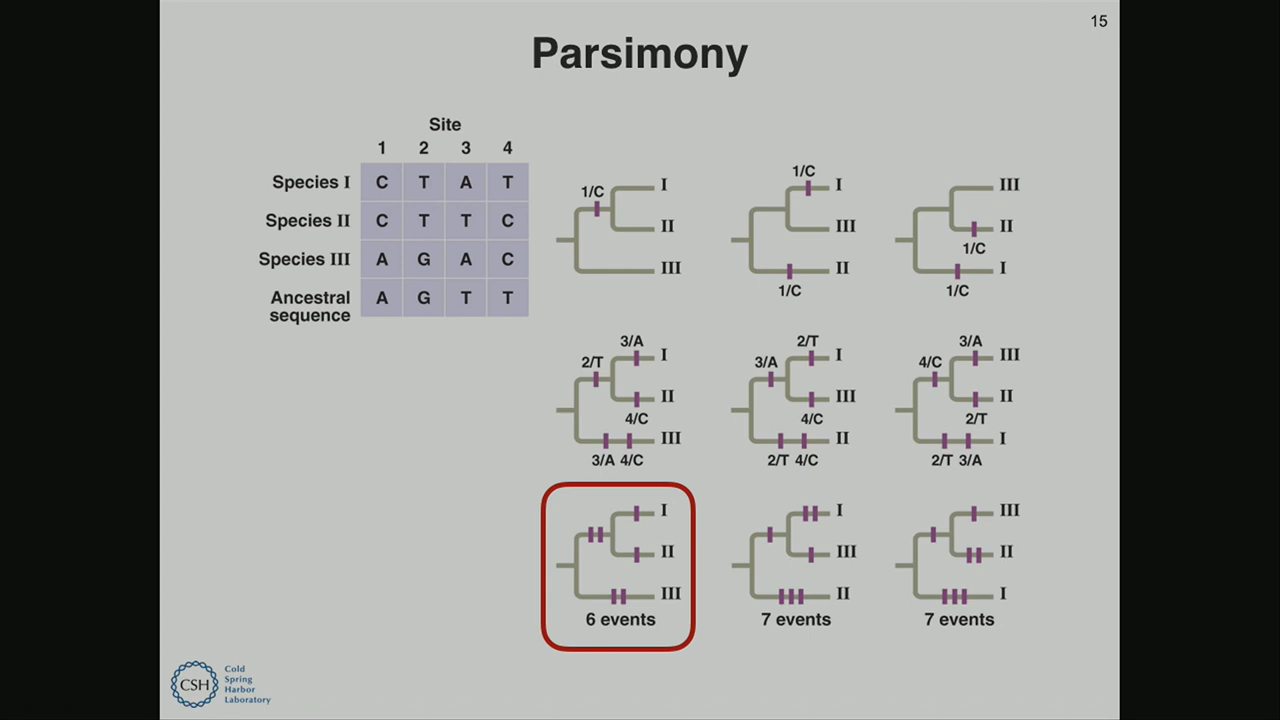 15
Parsimony
Site
1 2 3 4
Species I C T A T
Species II C T T C
Species III A G A C
Ancestral sequence A G T T
1/C
I
II
III
1/C
I
III
II
1/C
III
II
1/C
I
1/C
3/A
2/T
I
II
4/C
III
3/A 4/C
2/T
3/A
I
III
4/C
II
2/T 4/C
3/A
4/C
III
II
2/T
I
2/T 3/A
I
II
III
6 events
I
III
II
7 events
III
II
I
7 events
CSH
Cold
Spring
Harbor
Laboratory